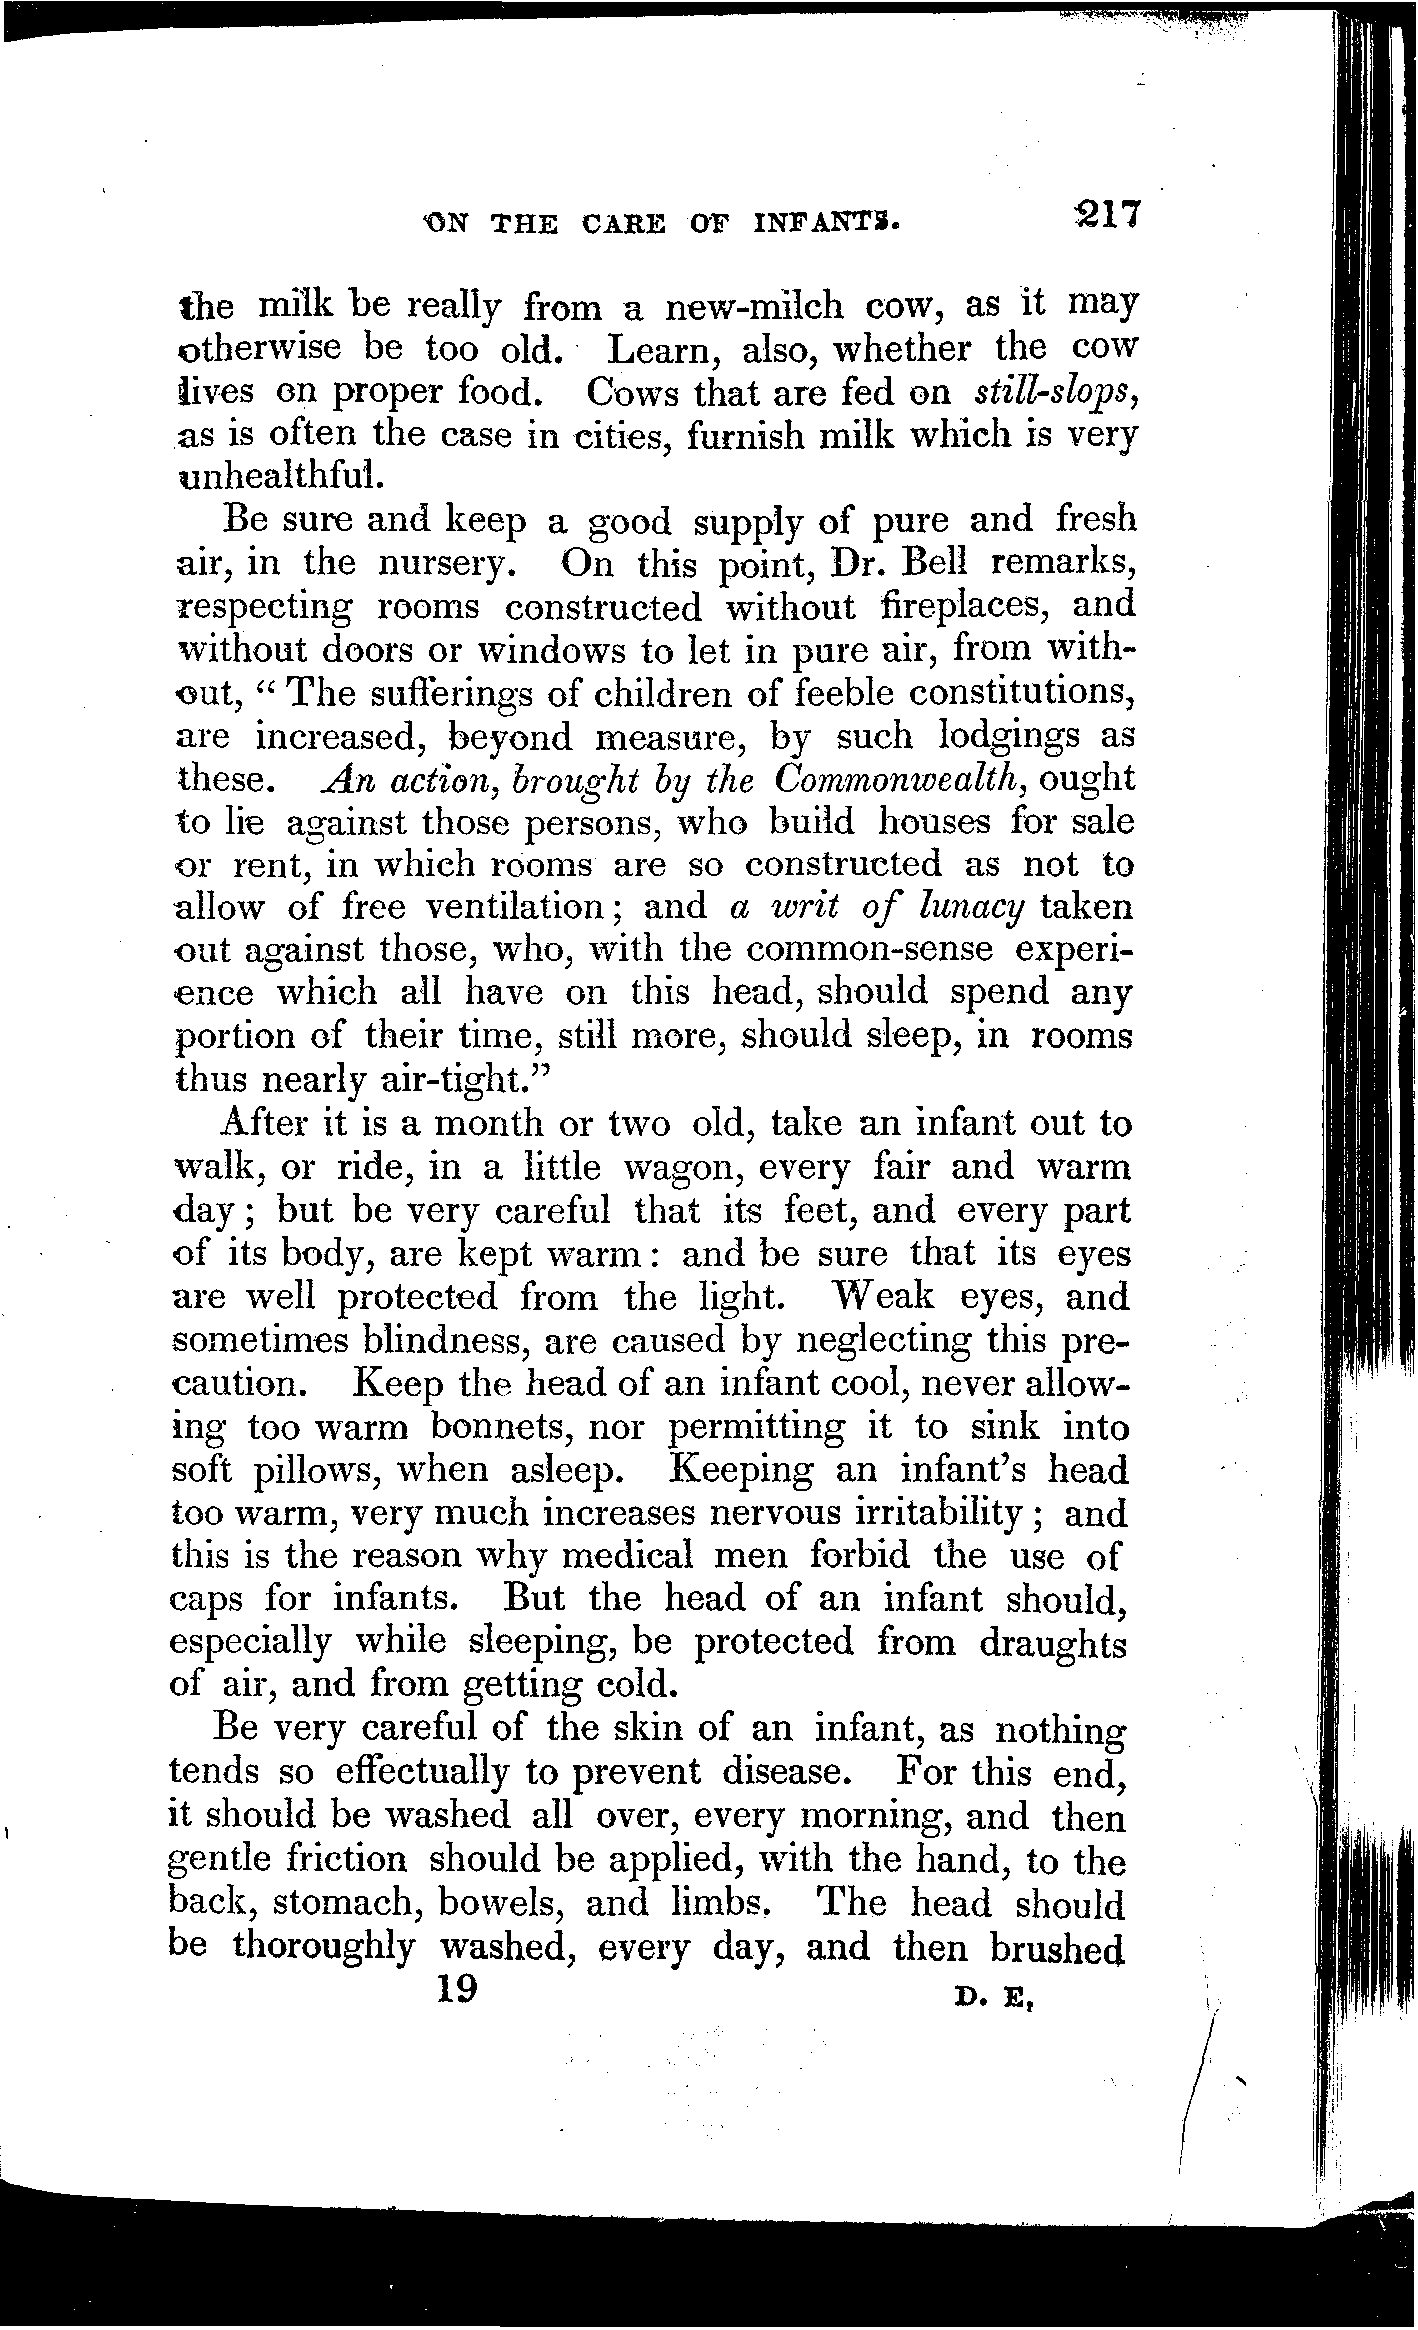 ON THE CARE OF INFANTS. 217
the milk be really from a new-milch cow, as it may
otherwise be too old. Learn, also, whether the cow
lives on proper food. Cows that are fed on still-slops,
as is often the case in cities, furnish milk which is very
unhealthful.
Be sure and keep a good supply of pure and fresh
air, in the nursery. On this point, Dr. Bell remarks,
respecting rooms constructed without fireplaces, and
without doors or windows to let in pure air, from with-
out, "The sufferings of children of feeble constitutions,
are increased, beyond measure, by such lodgings as
these. An action, brought by the Commonwealth, ought
to lie against those persons, who build houses for sale
or rent, in which rooms are so constructed as not to
allow of free ventilation; and a writ of lunacy taken
out against those, who, with the common-sense experi-
ence which all have on this head, should spend any
portion of their time, still more, should sleep, in rooms
thus nearly air-tight."
After it is a month or two old, take an infant out to
walk, or ride, in a little wagon, every fair and warm
day; but be very careful that its feet, and every part
of its body, are kept warm: and be sure that its eyes
are well protected from the light. Weak eyes, and
sometimes blindness, are caused by neglecting this pre-
caution. Keep the head of an infant cool, never allow-
ing too warm bonnets, nor permitting it to sink into
soft pillows, when asleep. Keeping an infant's head
too warm, very much increases nervous irritability; and
this is the reason why medical men forbid the use of
caps for infants. But the head of an infant should,
especially while sleeping, be protected from draughts
of air, and from getting cold.
Be very careful of the skin of an infant, as nothing
tends so effectually to prevent disease. For this end,
it should be washed all over, every morning, and then
gentle friction should be applied, with the hand, to the
back, stomach, bowels, and limbs. The head should
be thoroughly washed, every day, and then brushed
19 D. E.